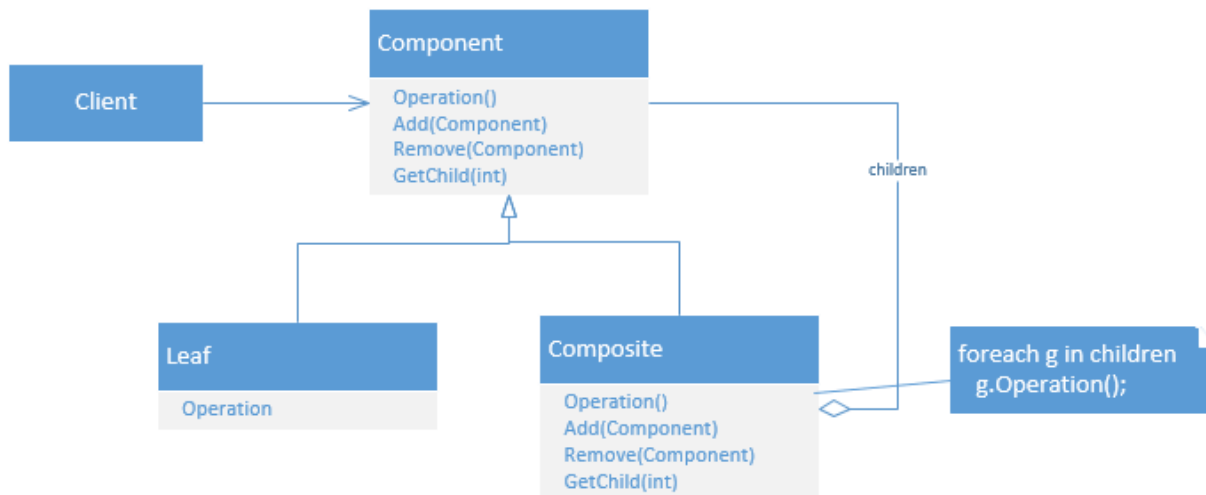 Client
Component
Operation()
Add(Component)
Remove(Component)
GetChild(int)
children
Leaf
Operation
Composite
Operation()
Add(Component)
Remove(Component)
GetChild(int)
foreach g in children
g.Operation();